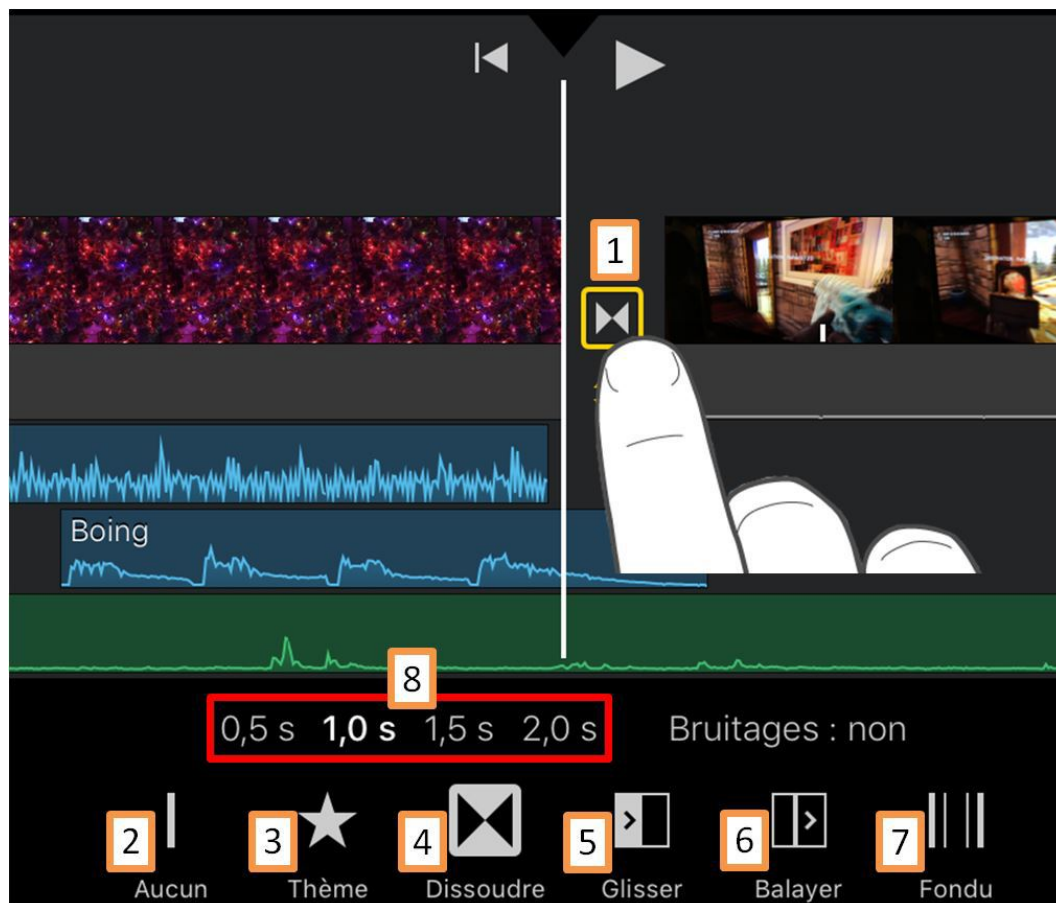 1
Boing
8
0,5 s 1,0 s 1,5 s 2,0 s Bruitages : non
2 3 4 5 6 7
Aucun Thème Dissoudre Glisser Balayer Fondu